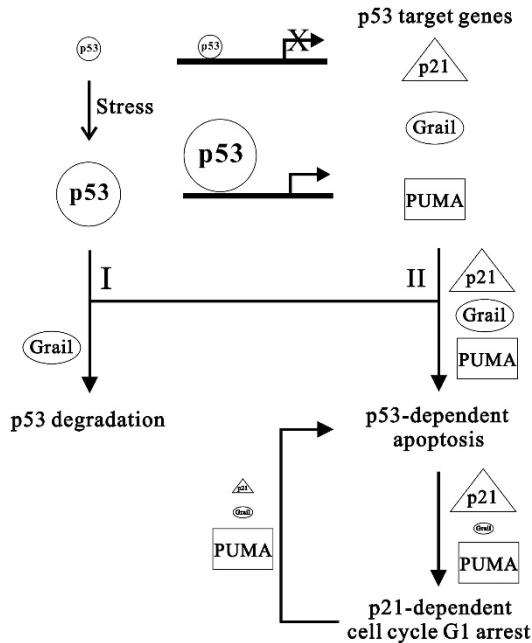 p53 target genes
p53
p53
X
p21
Stress
Grail
p53
p53
PUMA
I
II
p21
Grail
Grail
PUMA
p53 degradation
p53-dependent
apoptosis
p21
Grail
PUMA
p21
Grail
PUMA
p21-dependent
cell cycle G1 arrest